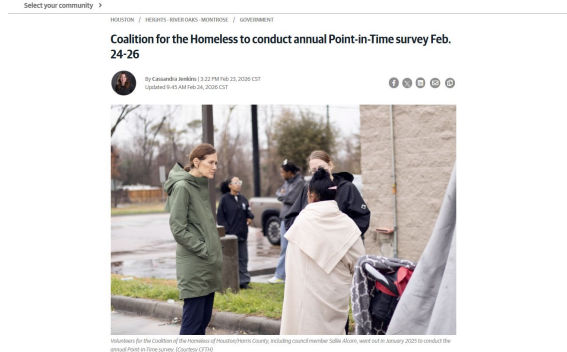 Select your community >
HOUSTON / HEIGHTS - RIVER OAKS - MONTROSE / GOVERNMENT
Coalition for the Homeless to conduct annual Point-in-Time survey Feb.
24-26
By Cassandra Jenkins | 3:22 PM Feb 23, 2026 CST
Updated 9:45 AM Feb 24, 2026 CST
Volunteers for the Coalition of the Homeless of Houston/Harris County, including council member Sallie Alcorn, went out in January 2025 to conduct the
annual Point-in-Time survey. (Courtesy CFTH)